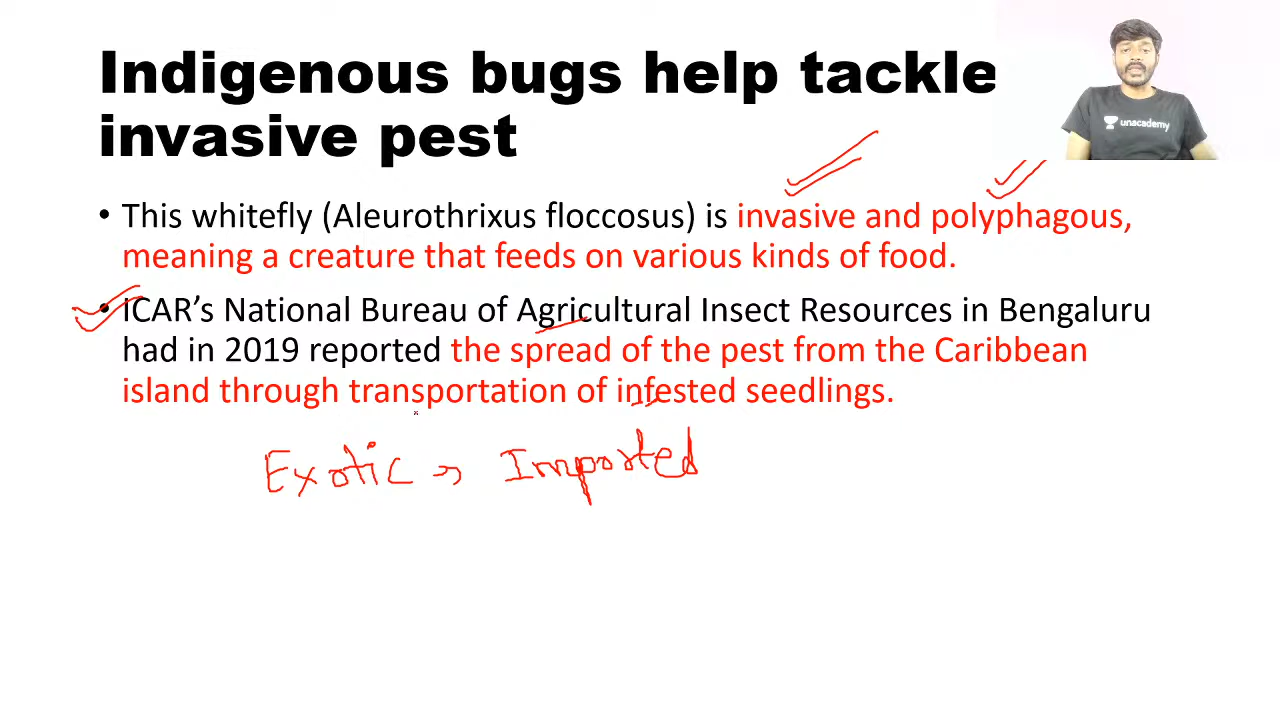 Indigenous bugs help tackle
invasive pest
unacademy
• This whitefly (Aleurothrixus floccosus) is invasive and polyphagous,
meaning a creature that feeds on various kinds of food.
• ICAR's National Bureau of Agricultural Insect Resources in Bengaluru
had in 2019 reported the spread of the pest from the Caribbean
island through transportation of infested seedlings.
Exotic → Imported